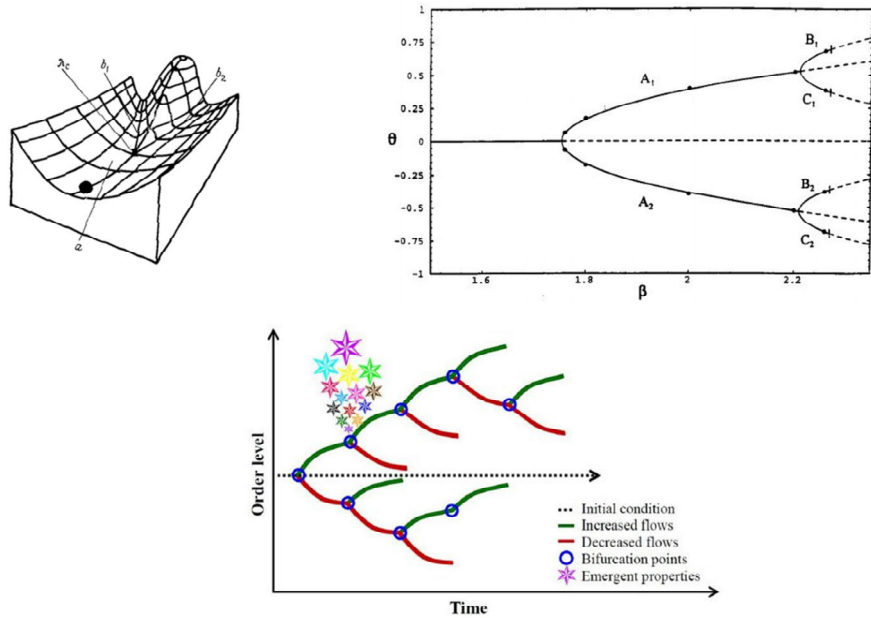 λc
b1
b2
a
1
0.75
0.5
0.25
0
-0.25
-0.5
-0.75
-1
θ
A1
A2
B1
C1
B2
C2
1.6
1.8
2
2.2
β
Order level
Initial condition
Increased flows
Decreased flows
Bifurcation points
Emergent properties
Time